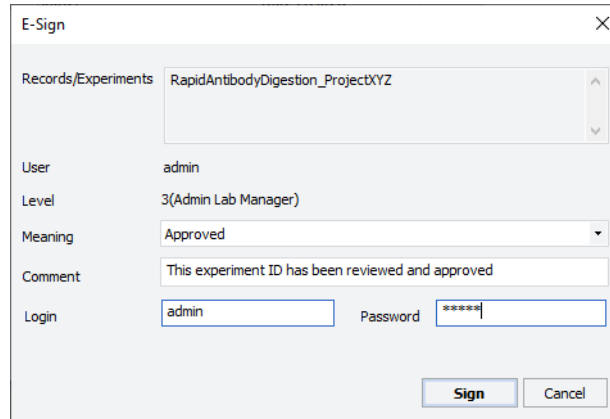 E-Sign
Records/Experiments RapidAntibodyDigestion_ProjectXYZ
User admin
Level 3(Admin Lab Manager)
Meaning Approved
Comment This experiment ID has been reviewed and approved
Login admin Password *****
Sign Cancel